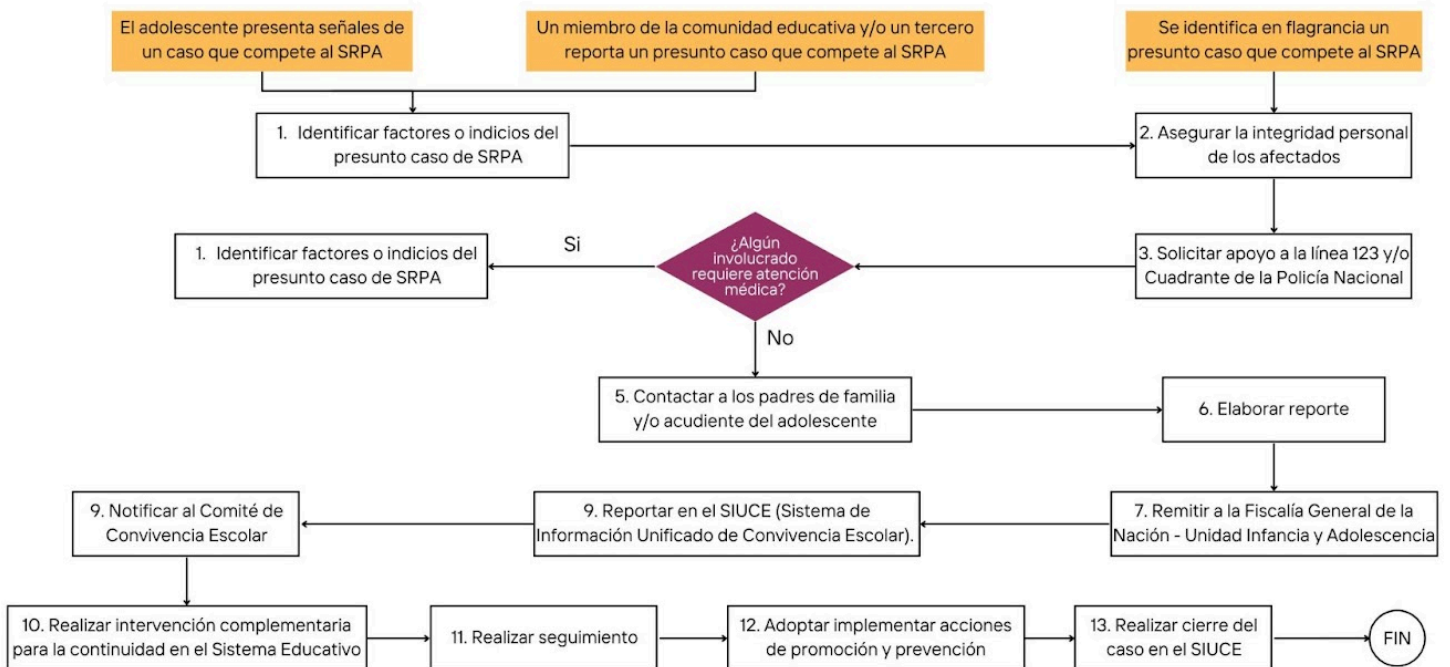 El adolescente presenta señales de
un caso que compete al SRPA
Un miembro de la comunidad educativa y/o un tercero
reporta un presunto caso que compete al SRPA
Se identifica en flagrancia un
presunto caso que compete al SRPA
1. Identificar factores o indicios del
presunto caso de SRPA
2. Asegurar la integridad personal
de los afectados
1. Identificar factores o indicios del
presunto caso de SRPA
Si
¿Algún
involucrado
requiere atención
médica?
3. Solicitar apoyo a la línea 123 y/o
Cuadrante de la Policía Nacional
No
5. Contactar a los padres de familia
y/o acudiente del adolescente
6. Elaborar reporte
9. Notificar al Comité de
Convivencia Escolar
9. Reportar en el SIUCE (Sistema de
Información Unificado de Convivencia Escolar).
7. Remitir a la Fiscalía General de la
Nación - Unidad Infancia y Adolescencia
10. Realizar intervención complementaria
para la continuidad en el Sistema Educativo
11. Realizar seguimiento
12. Adoptar implementar acciones
de promoción y prevención
13. Realizar cierre del
caso en el SIUCE
FIN